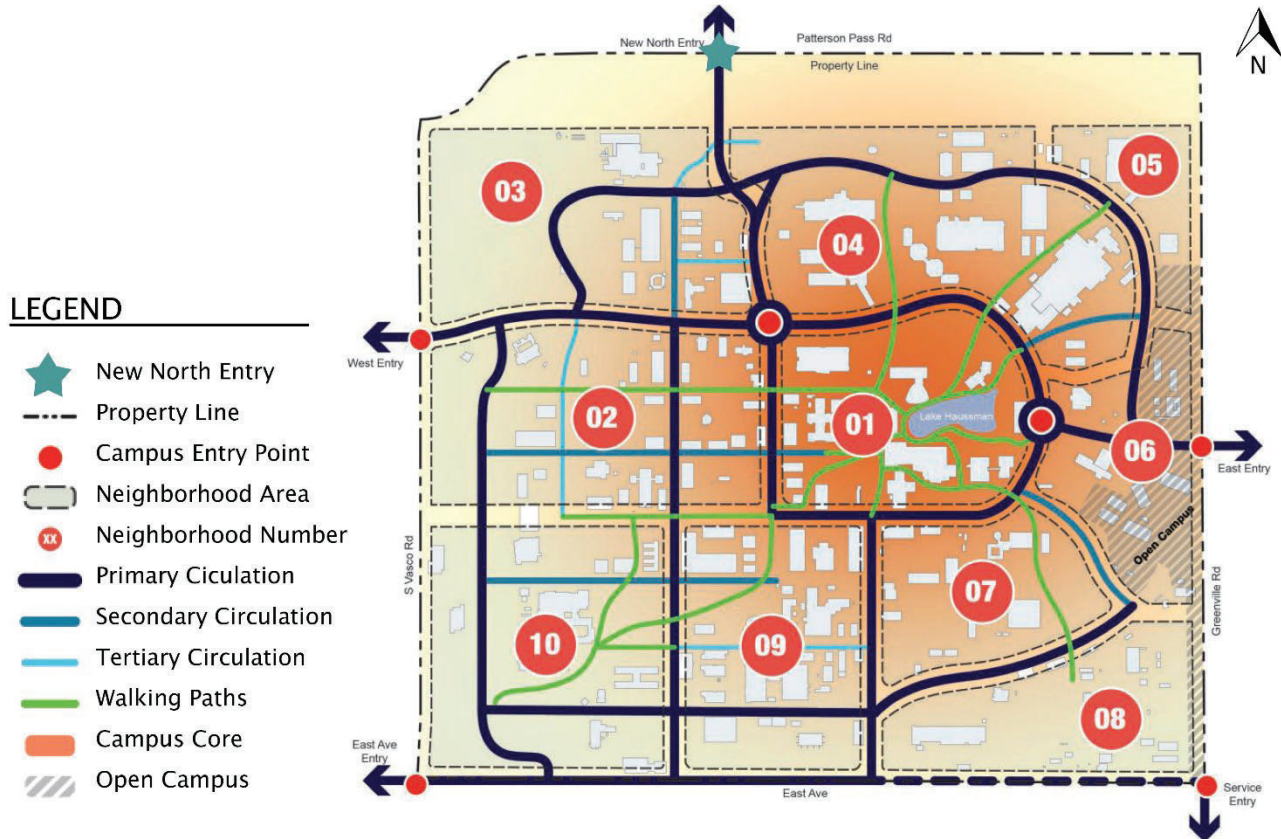 New North Entry
Patterson Pass Rd
Property Line
N
LEGEND
New North Entry
Property Line
Campus Entry Point
Neighborhood Area
XX
Neighborhood Number
Primary Ciculation
Secondary Circulation
Tertiary Circulation
Walking Paths
Campus Core
Open Campus
03
05
04
West Entry
02
01
Lake Haussman
06
East Entry
Open Campus
S Vasco Rd
Greenville Rd
07
10
09
08
East Ave
Entry
East Ave
Service
Entry